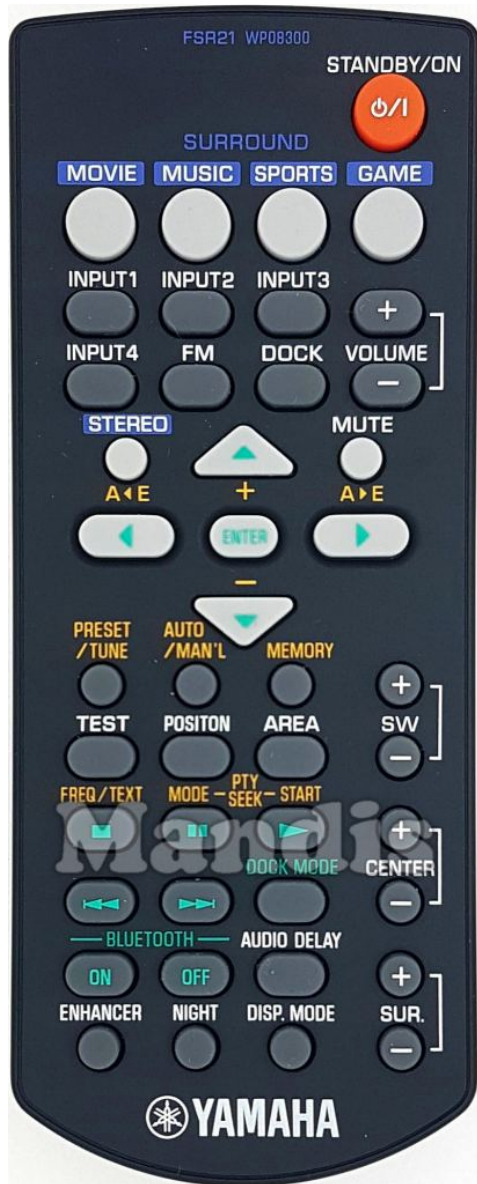 FSR21 WP08300
STANDBY/ON
⏻/I
SURROUND
MOVIE MUSIC SPORTS GAME
INPUT1 INPUT2 INPUT3
+
INPUT4 FM DOCK VOLUME
−
STEREO MUTE
A◂E + A▸E
ENTER
−
PRESET /TUNE AUTO /MAN'L MEMORY
+
TEST POSITON AREA SW
−
FREQ/TEXT MODE PTY SEEK START
Mandis
+
DOCK MODE CENTER
−
BLUETOOTH AUDIO DELAY
ON OFF +
ENHANCER NIGHT DISP. MODE SUR.
−
YAMAHA